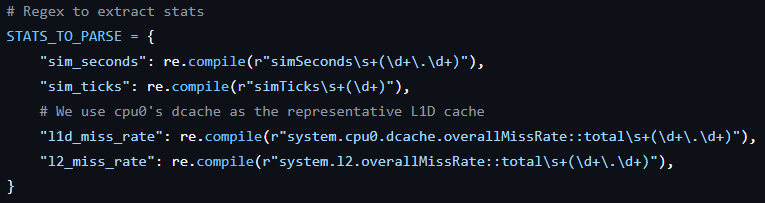 # Regex to extract stats
STATS_TO_PARSE = {
    "sim_seconds": re.compile(r"simSeconds\s+(\d+\.\d+)"),
    "sim_ticks": re.compile(r"simTicks\s+(\d+)"),
    # We use cpu0's dcache as the representative L1D cache
    "l1d_miss_rate": re.compile(r"system.cpu0.dcache.overallMissRate::total\s+(\d+\.\d+)"),
    "l2_miss_rate": re.compile(r"system.l2.overallMissRate::total\s+(\d+\.\d+)"),
}